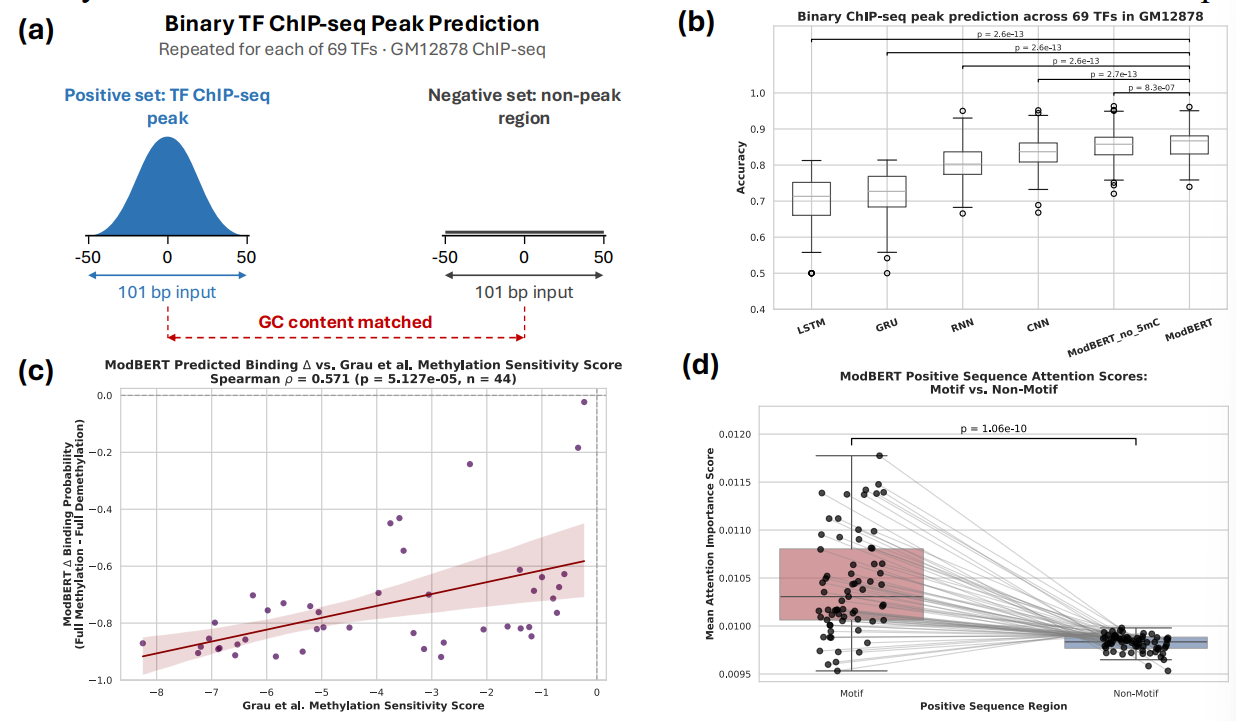 (a)
Binary TF ChIP-seq Peak Prediction
Repeated for each of 69 TFs · GM12878 ChIP-seq
Positive set: TF ChIP-seq
peak
Negative set: non-peak
region
-50 0 50
-50 0 50
101 bp input
101 bp input
GC content matched
(b)
Binary ChIP-seq peak prediction across 69 TFs in GM12878
p = 2.6e-13
p = 2.6e-13
p = 2.6e-13
p = 2.7e-13
p = 8.3e-07
Accuracy
1.0
0.9
0.8
0.7
0.6
0.5
0.4
LSTM
GRU
RNN
CNN
ModBERT_no_5mC
ModBERT
(c)
ModBERT Predicted Binding Δ vs. Grau et al. Methylation Sensitivity Score
Spearman ρ = 0.571 (p = 5.127e-05, n = 44)
ModBERT Δ Binding Probability
(Full Methylation - Full Demethylation)
0.0
−0.2
−0.4
−0.6
−0.8
−1.0
−8 −7 −6 −5 −4 −3 −2 −1 0
Grau et al. Methylation Sensitivity Score
(d)
ModBERT Positive Sequence Attention Scores:
Motif vs. Non-Motif
p = 1.06e-10
Mean Attention Importance Score
0.0120
0.0115
0.0110
0.0105
0.0100
0.0095
Motif Non-Motif
Positive Sequence Region